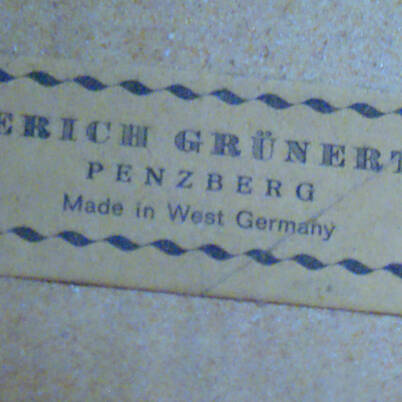 ERICH GRÜNERT
PENZBERG
Made in West Germany